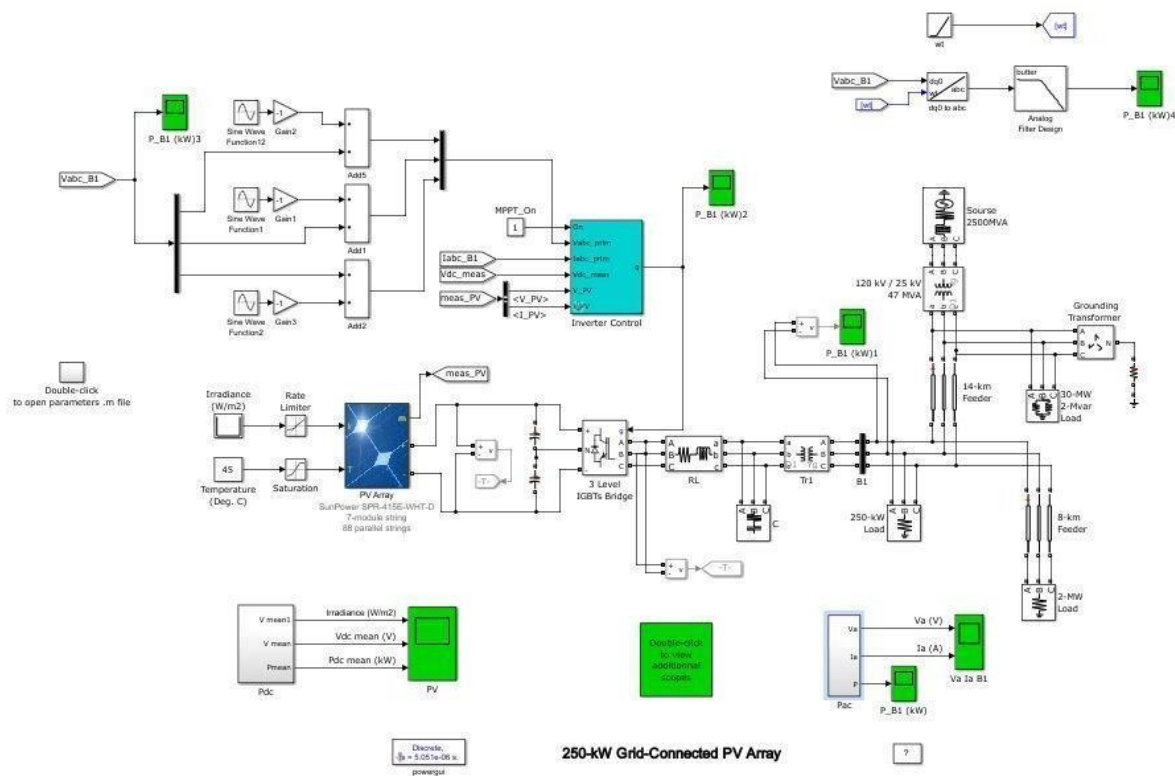 wt
[wt]
Vabc_B1
[wt]
dq0
wt
abc
dq0 to abc
butter
Analog
Filter Design
P_B1 (kW)4
P_B1 (kW)3
Sine Wave
Function12
-1
Gain2
Add5
Vabc_B1
Sine Wave
Function1
-1
Gain1
Add1
Sine Wave
Function2
-1
Gain3
Add2
MPPT_On
1
Iabc_B1
Vdc_meas
meas_PV
<V_PV>
<I_PV>
On
Vabc_prim
Iabc_prim
Vdc_meas
V_PV
I_PV
g
Inverter Control
P_B1 (kW)2
Sourse
2500MVA
A B C
A B C
120 kV / 25 kV
47 MVA
a b c
Grounding
Transformer
A
B
C
N
+
-
v
P_B1 (kW)1
14-km
Feeder
A B C
30-MW
2-Mvar
Load
Double-click
to open parameters .m file
Irradiance
(W/m2)
Rate
Limiter
meas_PV
45
Temperature
(Deg. C)
Saturation
T
PV Array
SunPower SPR-415E-WHT-D
7-module string
88 parallel strings
+
-
v
-T-
+
N
-
g
A
B
C
3 Level
IGBTs Bridge
A
B
C
a
b
c
RL
a
b
c
A
B
C
Tr1
B1
A B C
C
250-kW
Load
A B C
8-km
Feeder
A B C
2-MW
Load
+
-
v
-T-
V mean1
V mean
Pmean
Pdc
Irradiance (W/m2)
Vdc mean (V)
Pdc mean (kW)
PV
Double-click
to view
additionnal
scopes
Va
Ia
P
Pac
Va (V)
Ia (A)
Va Ia B1
P_B1 (kW)
Discrete,
= 5.051e-06 s.
powergui
250-kW Grid-Connected PV Array
?